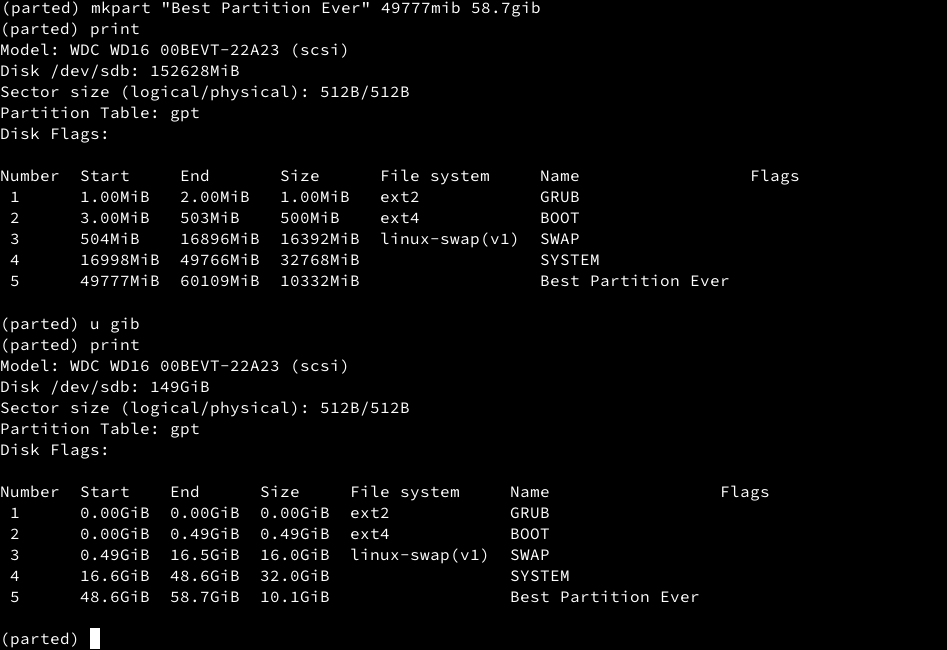 (parted) mkpart "Best Partition Ever" 49777mib 58.7gib
(parted) print
Model: WDC WD16 00BEVT-22A23 (scsi)
Disk /dev/sdb: 152628MiB
Sector size (logical/physical): 512B/512B
Partition Table: gpt
Disk Flags:

Number  Start     End       Size      File system     Name                 Flags
 1      1.00MiB   2.00MiB   1.00MiB   ext2            GRUB
 2      3.00MiB   503MiB    500MiB    ext4            BOOT
 3      504MiB    16896MiB  16392MiB  linux-swap(v1)  SWAP
 4      16998MiB  49766MiB  32768MiB                  SYSTEM
 5      49777MiB  60109MiB  10332MiB                  Best Partition Ever

(parted) u gib
(parted) print
Model: WDC WD16 00BEVT-22A23 (scsi)
Disk /dev/sdb: 149GiB
Sector size (logical/physical): 512B/512B
Partition Table: gpt
Disk Flags:

Number  Start    End      Size     File system     Name                 Flags
 1      0.00GiB  0.00GiB  0.00GiB  ext2            GRUB
 2      0.00GiB  0.49GiB  0.49GiB  ext4            BOOT
 3      0.49GiB  16.5GiB  16.0GiB  linux-swap(v1)  SWAP
 4      16.6GiB  48.6GiB  32.0GiB                  SYSTEM
 5      48.6GiB  58.7GiB  10.1GiB                  Best Partition Ever

(parted)